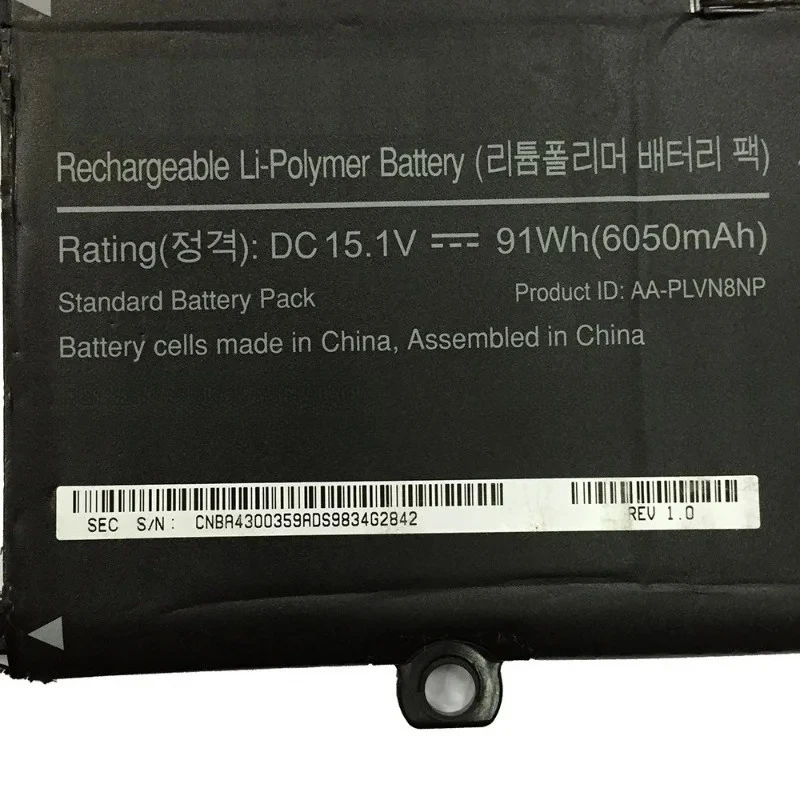 Rechargeable Li-Polymer Battery (리튬폴리머 배터리 팩)
Rating(정격): DC 15.1V ⎓ 91Wh(6050mAh)
Standard Battery Pack Product ID: AA-PLVN8NP
Battery cells made in China, Assembled in China
SEC S/N: CNBA4300359ADS9834G2842 REV 1.0